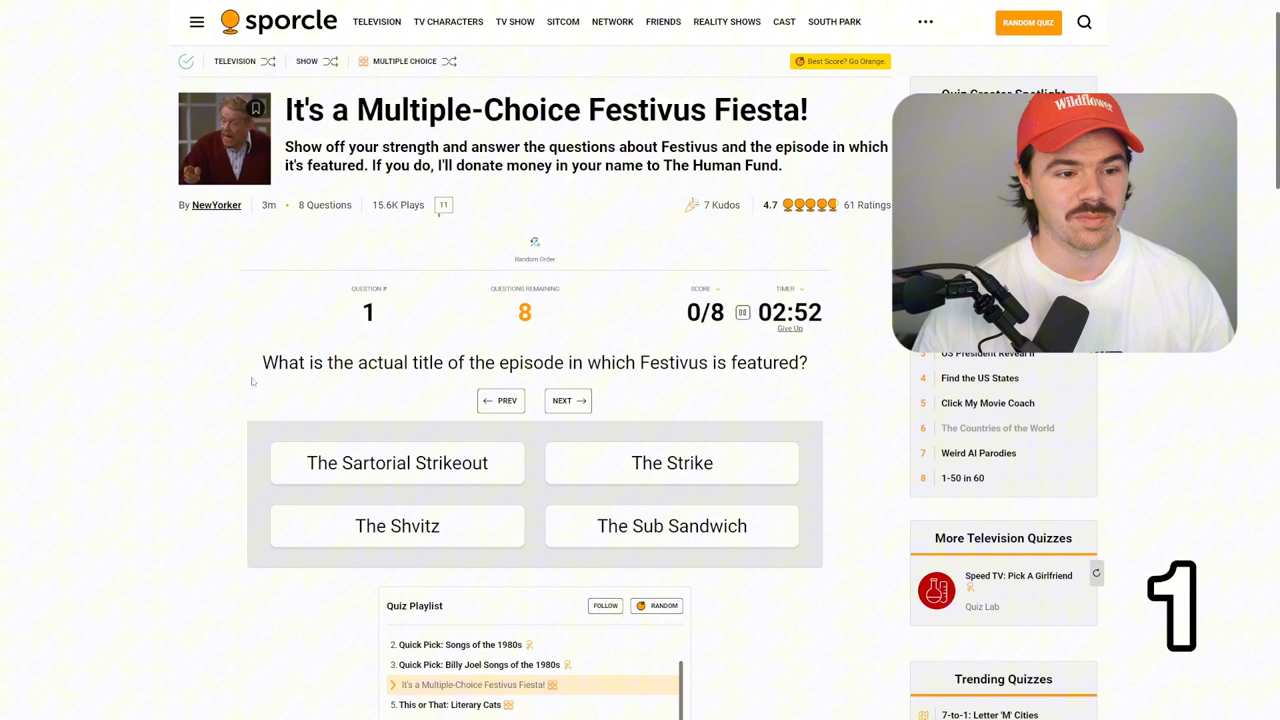 sporcle
TELEVISION TV CHARACTERS TV SHOW SITCOM NETWORK FRIENDS REALITY SHOWS CAST SOUTH PARK
RANDOM QUIZ
TELEVISION SHOW MULTIPLE CHOICE
Best Score? Go Orange.
It's a Multiple-Choice Festivus Fiesta!
Show off your strength and answer the questions about Festivus and the episode in which
it's featured. If you do, I'll donate money in your name to The Human Fund.
By NewYorker 3m • 8 Questions 15.6K Plays 11
7 Kudos 4.7 61 Ratings
Random Order
QUESTION # QUESTIONS REMAINING SCORE TIMER
1 8 0/8 02:52
Give Up
What is the actual title of the episode in which Festivus is featured?
← PREV NEXT →
The Sartorial Strikeout The Strike
The Shvitz The Sub Sandwich
Quiz Playlist FOLLOW RANDOM
2. Quick Pick: Songs of the 1980s
3. Quick Pick: Billy Joel Songs of the 1980s
It's a Multiple-Choice Festivus Fiesta!
5. This or That: Literary Cats
Quiz Creator Spotlight
Wildflower
3 US President Reveal II
4 Find the US States
5 Click My Movie Coach
6 The Countries of the World
7 Weird Al Parodies
8 1-50 in 60
More Television Quizzes
Speed TV: Pick A Girlfriend
Quiz Lab
1
Trending Quizzes
7-to-1: Letter 'M' Cities